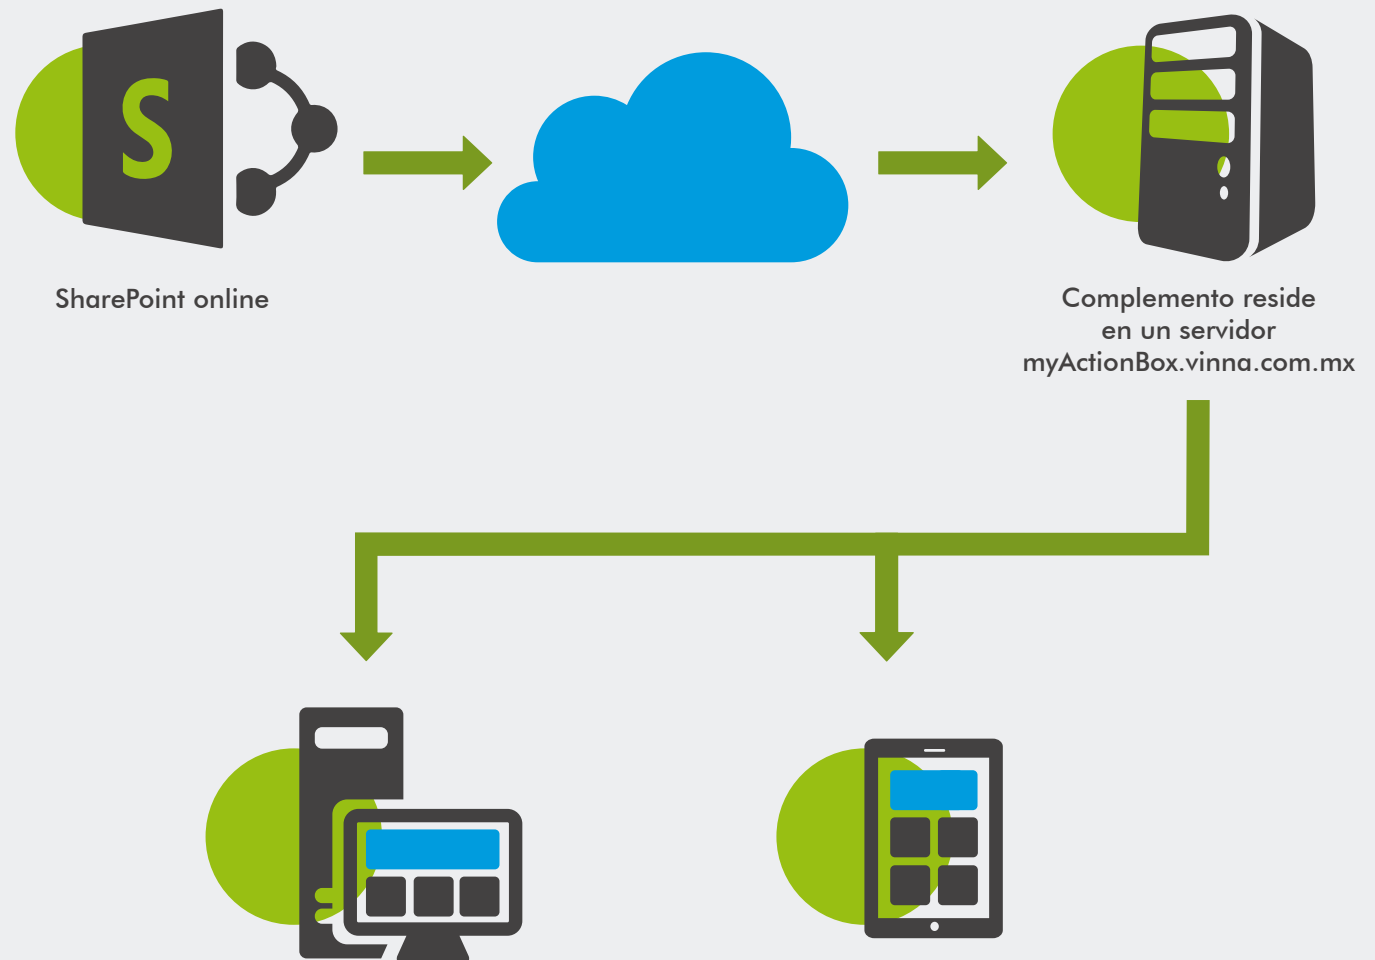 S
SharePoint online
Complemento reside
en un servidor
myActionBox.vinna.com.mx